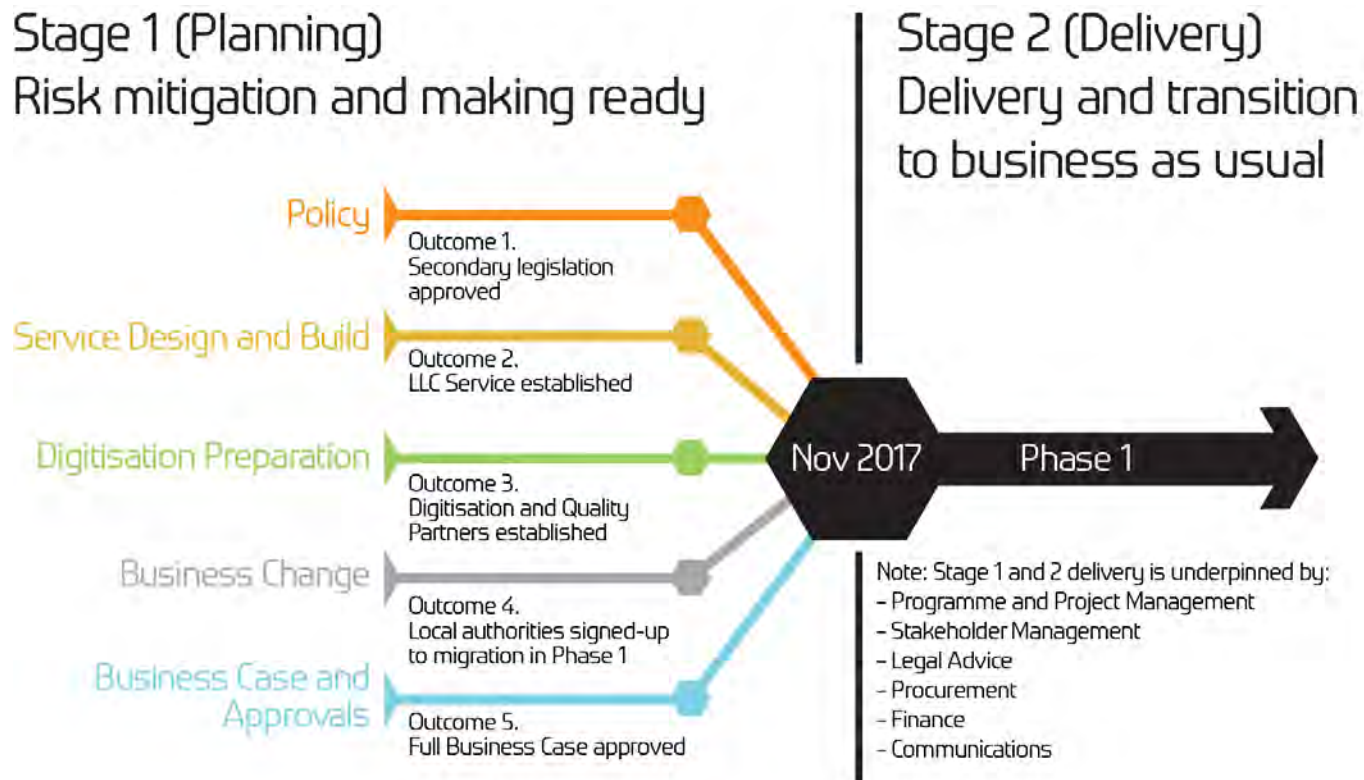 Stage 1 (Planning)
Risk mitigation and making ready
Stage 2 (Delivery)
Delivery and transition
to business as usual
Policy
Outcome 1.
Secondary legislation
approved
Service Design and Build
Outcome 2.
LLC Service established
Digitisation Preparation
Outcome 3.
Digitisation and Quality
Partners established
Business Change
Outcome 4.
Local authorities signed-up
to migration in Phase 1
Business Case and
Approvals
Outcome 5.
Full Business Case approved
Nov 2017
Phase 1
Note: Stage 1 and 2 delivery is underpinned by:
- Programme and Project Management
- Stakeholder Management
- Legal Advice
- Procurement
- Finance
- Communications